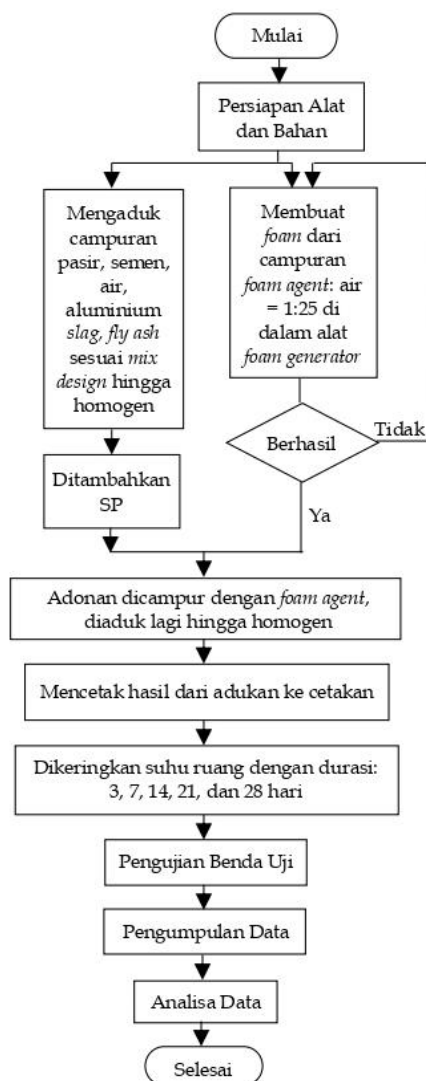 Mulai
Persiapan Alat
dan Bahan
Mengaduk
campuran
pasir, semen,
air,
aluminium
slag, fly ash
sesuai mix
design hingga
homogen
Membuat
foam dari
campuran
foam agent: air
= 1:25 di
dalam alat
foam generator
Berhasil
Tidak
Ya
Ditambahkan
SP
Adonan dicampur dengan foam agent,
diaduk lagi hingga homogen
Mencetak hasil dari adukan ke cetakan
Dikeringkan suhu ruang dengan durasi:
3, 7, 14, 21, dan 28 hari
Pengujian Benda Uji
Pengumpulan Data
Analisa Data
Selesai